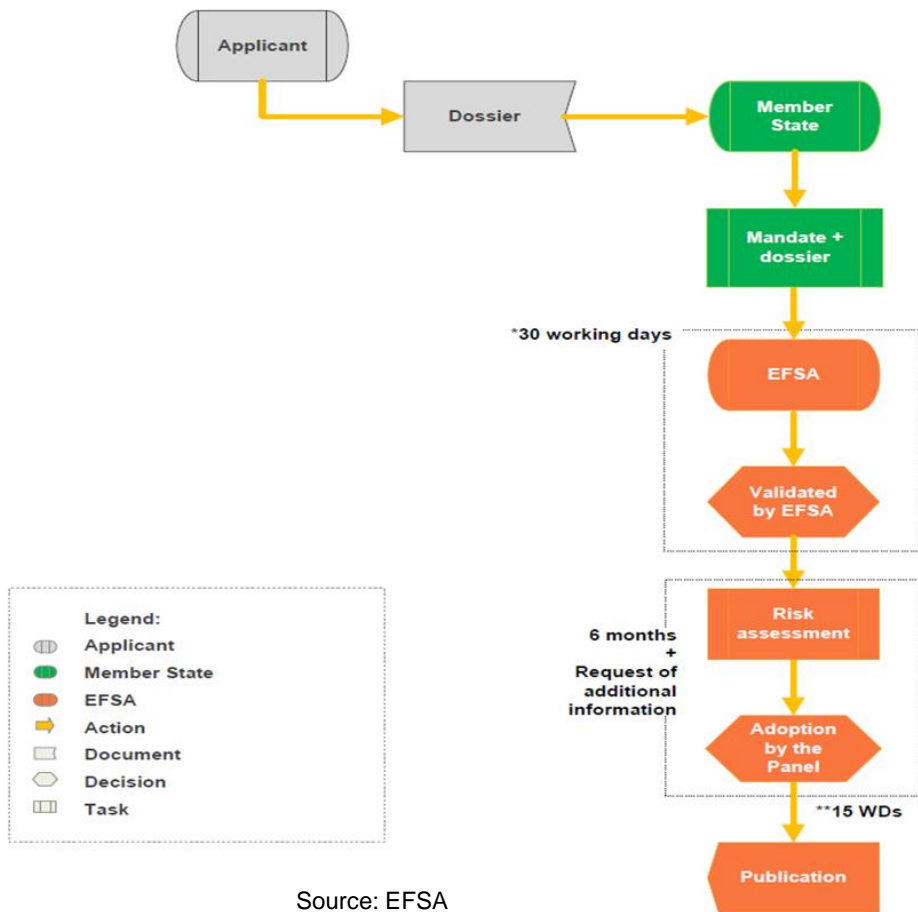 Applicant
Dossier
Member
State
Mandate +
dossier
*30 working days
EFSA
Validated
by EFSA
Legend:
Applicant
Member State
EFSA
Action
Document
Decision
Task
6 months
+
Request of
additional
information
Risk
assessment
Adoption
by the
Panel
**15 WDs
Publication
Source: EFSA